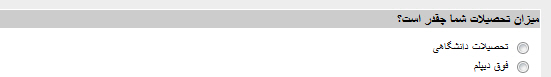 میزان تحصیلات شما چقدر است؟
تحصیلات دانشگاهی
فوق دیپلم